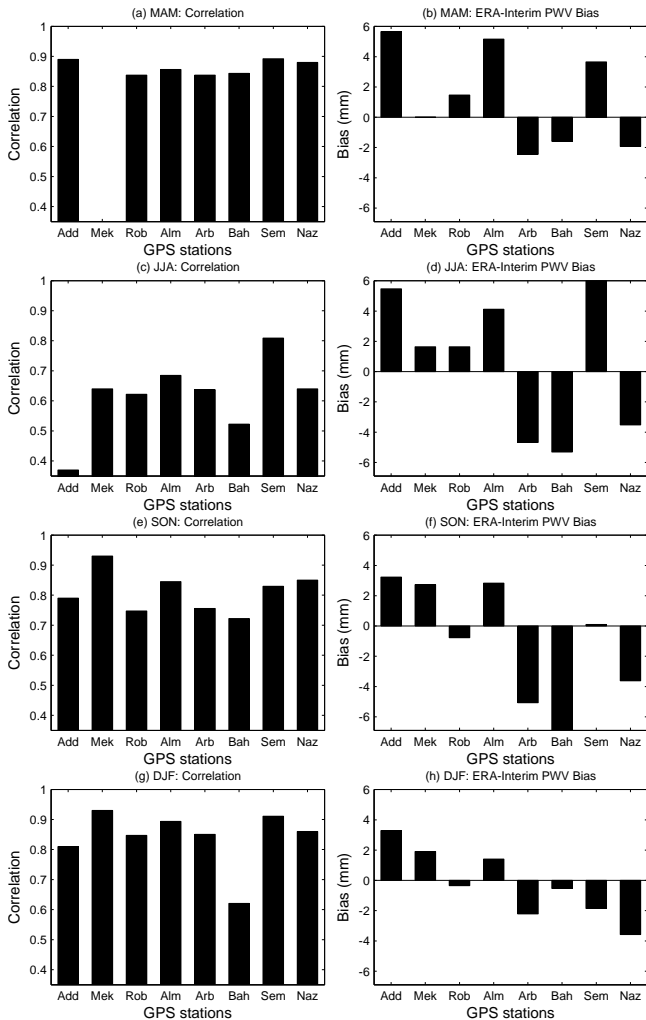 (a) MAM: Correlation
1
0.9
0.8
0.7
0.6
0.5
0.4
Correlation
Add Mek Rob Alm Arb Bah Sem Naz
GPS stations
(b) MAM: ERA-Interim PWV Bias
6
4
2
0
-2
-4
-6
Bias (mm)
Add Mek Rob Alm Arb Bah Sem Naz
GPS stations
(c) JJA: Correlation
1
0.9
0.8
0.7
0.6
0.5
0.4
Correlation
Add Mek Rob Alm Arb Bah Sem Naz
GPS stations
(d) JJA: ERA-Interim PWV Bias
6
4
2
0
-2
-4
-6
Bias (mm)
Add Mek Rob Alm Arb Bah Sem Naz
GPS stations
(e) SON: Correlation
1
0.9
0.8
0.7
0.6
0.5
0.4
Correlation
Add Mek Rob Alm Arb Bah Sem Naz
GPS stations
(f) SON: ERA-Interim PWV Bias
6
4
2
0
-2
-4
-6
Bias (mm)
Add Mek Rob Alm Arb Bah Sem Naz
GPS stations
(g) DJF: Correlation
1
0.9
0.8
0.7
0.6
0.5
0.4
Correlation
Add Mek Rob Alm Arb Bah Sem Naz
GPS stations
(h) DJF: ERA-Interim PWV Bias
6
4
2
0
-2
-4
-6
Bias (mm)
Add Mek Rob Alm Arb Bah Sem Naz
GPS stations